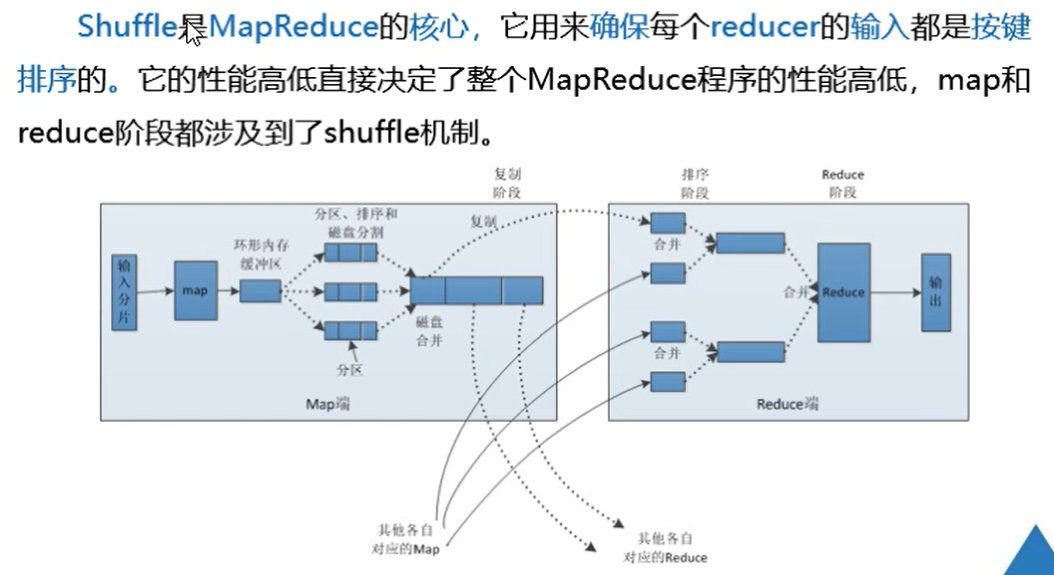 Shuffle是MapReduce的核心，它用来确保每个reducer的输入都是按键
排序的。它的性能高低直接决定了整个MapReduce程序的性能高低，map和
reduce阶段都涉及到了shuffle机制。
复制
阶段
排序
阶段
Reduce
阶段
分区、排序和
磁盘分割
复制
环形内存
缓冲区
输
入
分
片
map
磁盘
合并
分区
Map端
合并
合并
合并
Reduce
输
出
Reduce端
其他各自
对应的Map
其他各自
对应的Reduce